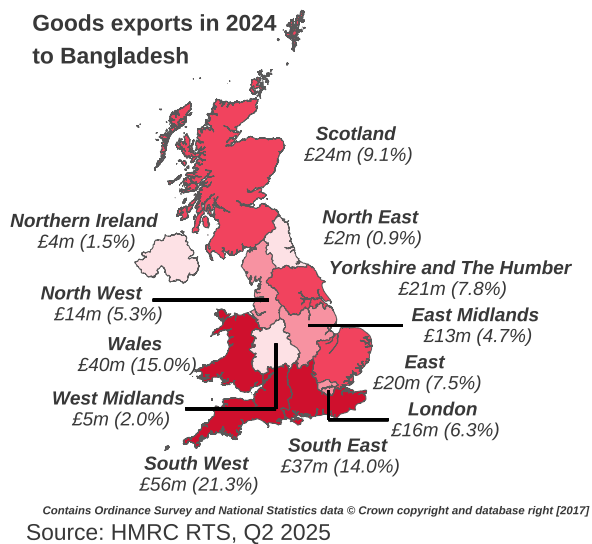 Goods exports in 2024
to Bangladesh
Scotland
£24m (9.1%)
Northern Ireland
£4m (1.5%)
North East
£2m (0.9%)
Yorkshire and The Humber
£21m (7.8%)
North West
£14m (5.3%)
East Midlands
£13m (4.7%)
Wales
£40m (15.0%)
East
£20m (7.5%)
West Midlands
£5m (2.0%)
London
£16m (6.3%)
South East
£37m (14.0%)
South West
£56m (21.3%)
Contains Ordinance Survey and National Statistics data © Crown copyright and database right [2017]
Source: HMRC RTS, Q2 2025